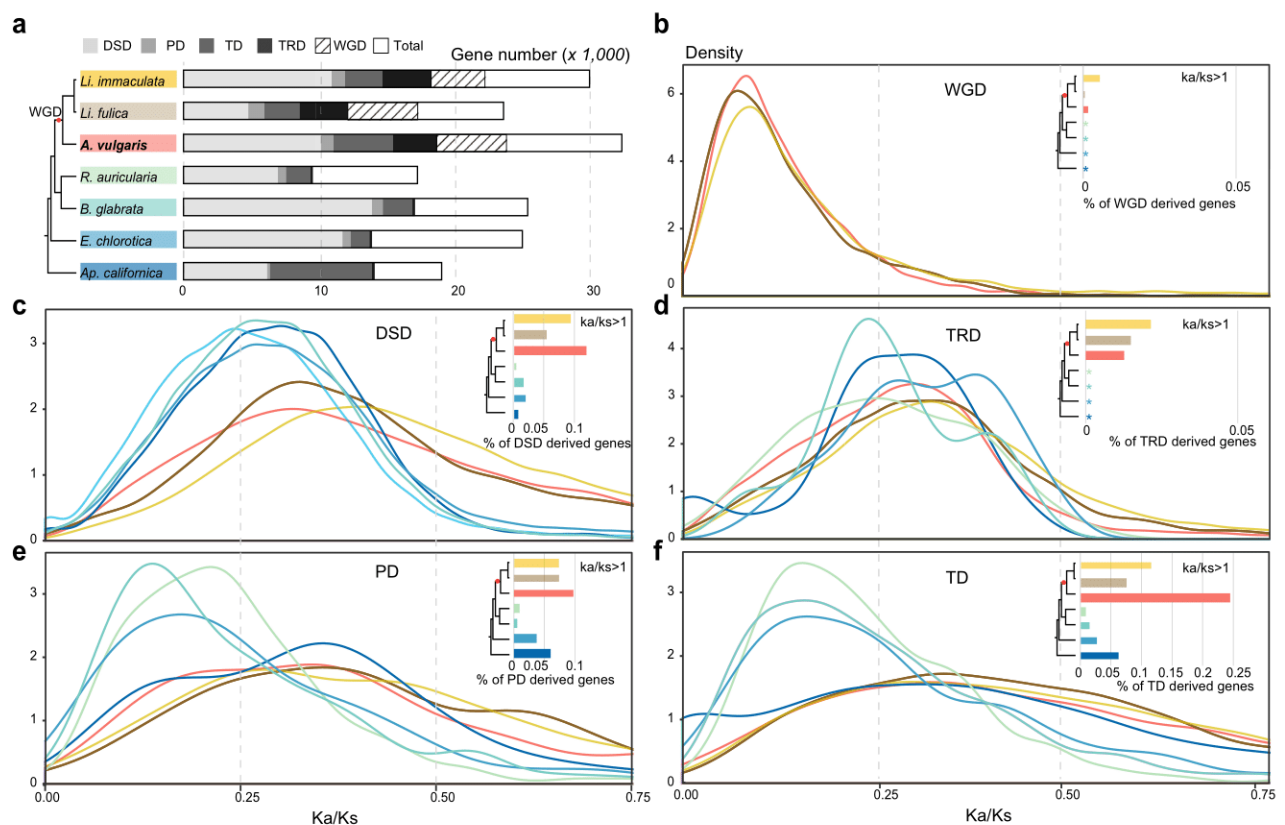 a
DSD PD TD TRD WGD Total
Gene number (x 1,000)
WGD
Li. immaculata
Li. fulica
A. vulgaris
R. auricularia
B. glabrata
E. chlorotica
Ap. californica
0 10 20 30
b
Density
WGD
ka/ks>1
6
4
2
0
0 0.05
% of WGD derived genes
* * * *
c
DSD
ka/ks>1
3
2
1
0
0 0.05 0.1
% of DSD derived genes
d
TRD
ka/ks>1
4
3
2
1
0
0 0.05
% of TRD derived genes
* * * *
e
PD
ka/ks>1
3
2
1
0
0 0.05 0.1
% of PD derived genes
0.00 0.25 0.50 0.75
Ka/Ks
f
TD
ka/ks>1
3
2
1
0
0 0.05 0.1 0.15 0.2 0.25
% of TD derived genes
0.00 0.25 0.50 0.75
Ka/Ks